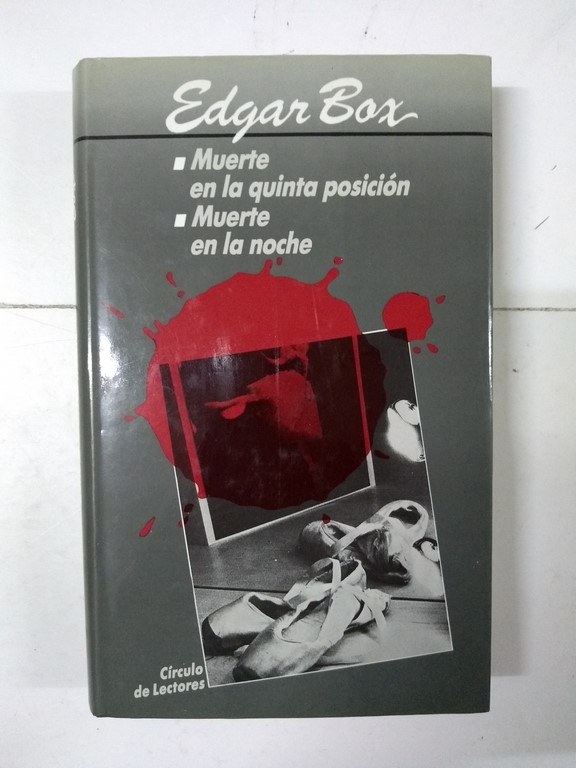 Edgar Box
Muerte
en la quinta posición
Muerte
en la noche
Círculo
de Lectores